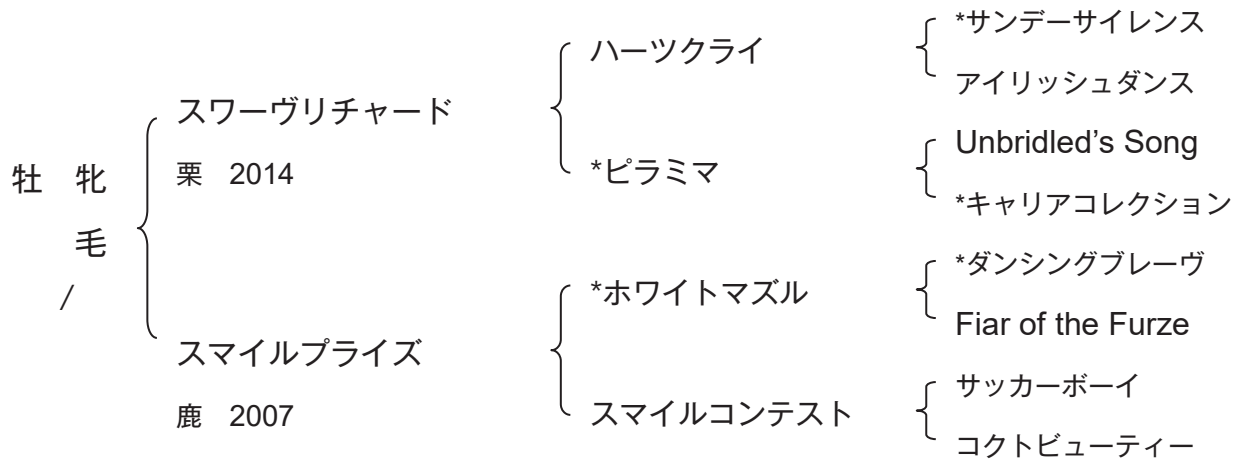 牡 牝
毛
/
スワーヴリチャード
栗 2014
スマイルプライズ
鹿 2007
ハーツクライ
*ピラミマ
*ホワイトマズル
スマイルコンテスト
*サンデーサイレンス
アイリッシュダンス
Unbridled’s Song
*キャリアコレクション
*ダンシングブレーヴ
Fiar of the Furze
サッカーボーイ
コクトビューティー